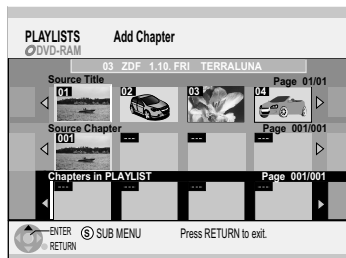 PLAYLISTS Add Chapter
DVD-RAM
03 ZDF 1.10. FRI TERRALUNA
Source Title Page 01/01
01 02 03 04
Source Chapter Page 001/001
001 --- --- ---
Chapters in PLAYLIST Page 001/001
--- --- --- ---
ENTER S SUB MENU Press RETURN to exit.
RETURN